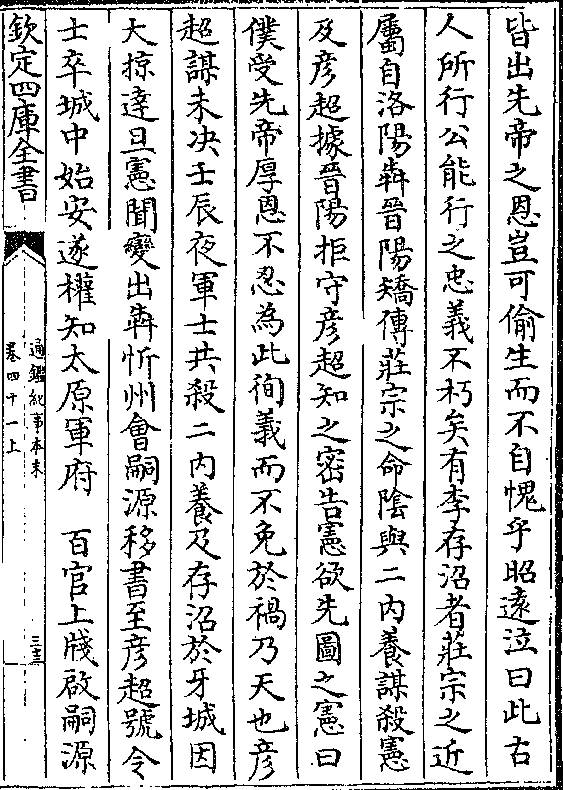 皆出先帝之恩豈可偷生而不自愧乎昭遠泣曰此古
人所行公能行之忠義不朽矣有李存沼者莊宗之近
屬自洛陽犇晉陽矯傳莊宗之命陰與二内養謀殺憲
及彦超據晉陽拒守彦超知之密告憲欲先圖之憲曰
僕受先帝厚恩不忍為此徇義而不免於禍乃天也彦
超謀未决壬辰夜軍士共殺二内養及存沼於牙城因
大掠達旦憲聞變出犇忻州會嗣源移書至彦超號令
士卒城中始安遂權知太原軍府　百官上牋啟嗣源
欽定四庫全書
通鑑紀事本末
卷四十一上
三十三